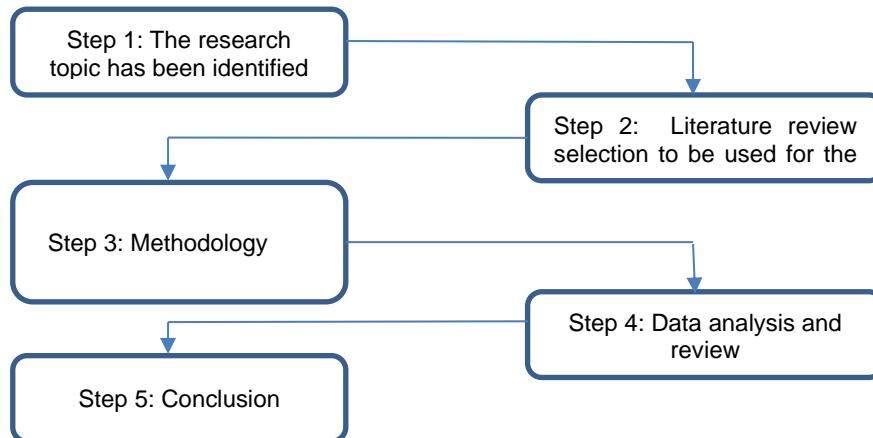 Step 1: The research
topic has been identified
Step 2: Literature review
selection to be used for the
Step 3: Methodology
Step 4: Data analysis and
review
Step 5: Conclusion